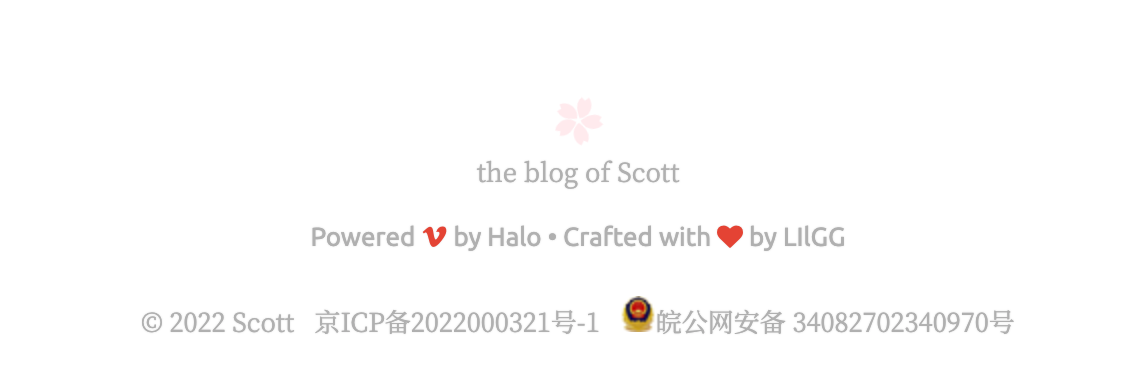 the blog of Scott
Powered by Halo • Crafted with by LIlGG
© 2022 Scott 京ICP备2022000321号-1 皖公网安备 34082702340970号